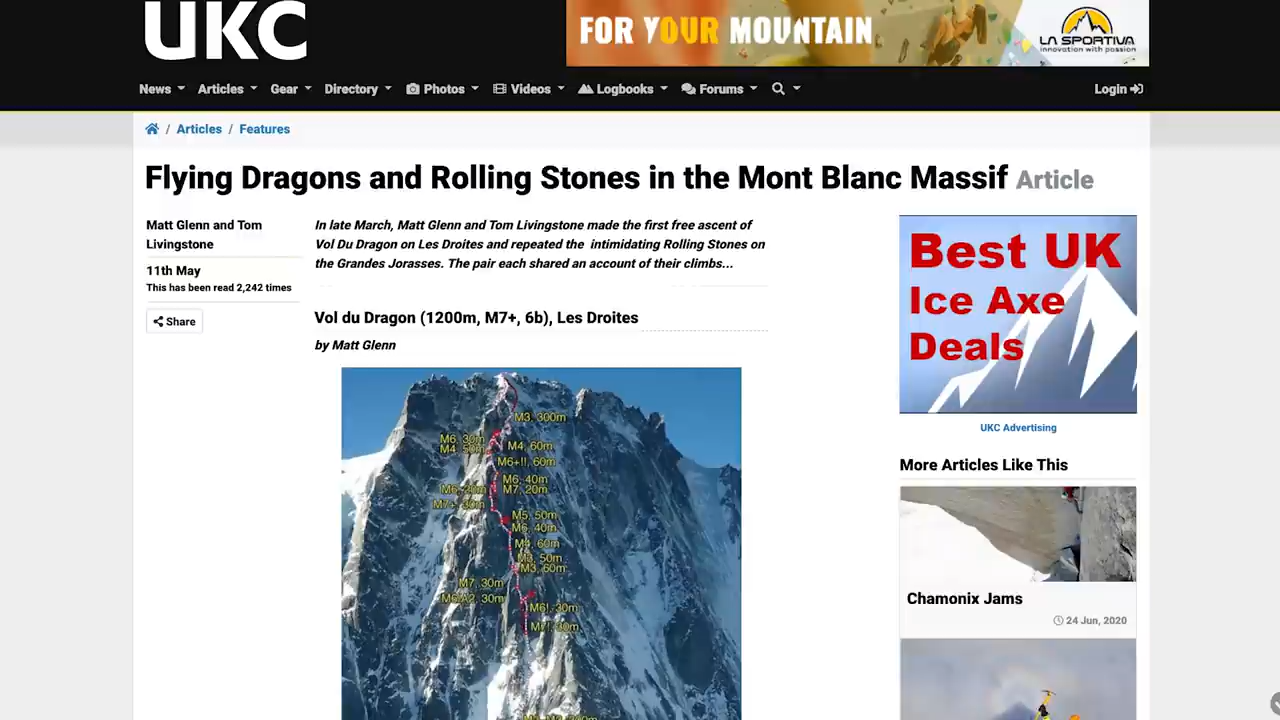 UKC
FOR YOUR MOUNTAIN
LA SPORTIVA
innovation with passion
News
Articles
Gear
Directory
Photos
Videos
Logbooks
Forums
Login
/ Articles / Features
Flying Dragons and Rolling Stones in the Mont Blanc Massif Article
Matt Glenn and Tom
Livingstone
11th May
This has been read 2,242 times
Share
In late March, Matt Glenn and Tom Livingstone made the first free ascent of
Vol Du Dragon on Les Droites and repeated the intimidating Rolling Stones on
the Grandes Jorasses. The pair each shared an account of their climbs...
Vol du Dragon (1200m, M7+, 6b), Les Droites
by Matt Glenn
M3, 300m
M6, 30m
M4, 50m
M4, 60m
M6+!!, 60m
M6, 40m
M7, 20m
M7+, 30m
M5, 50m
M6, 40m
M4, 60m
M3, 50m
M3, 60m
M7, 30m
M6!, 30m
M7!, 30m
Best UK
Ice Axe
Deals
UKC Advertising
More Articles Like This
Chamonix Jams
24 Jun, 2020